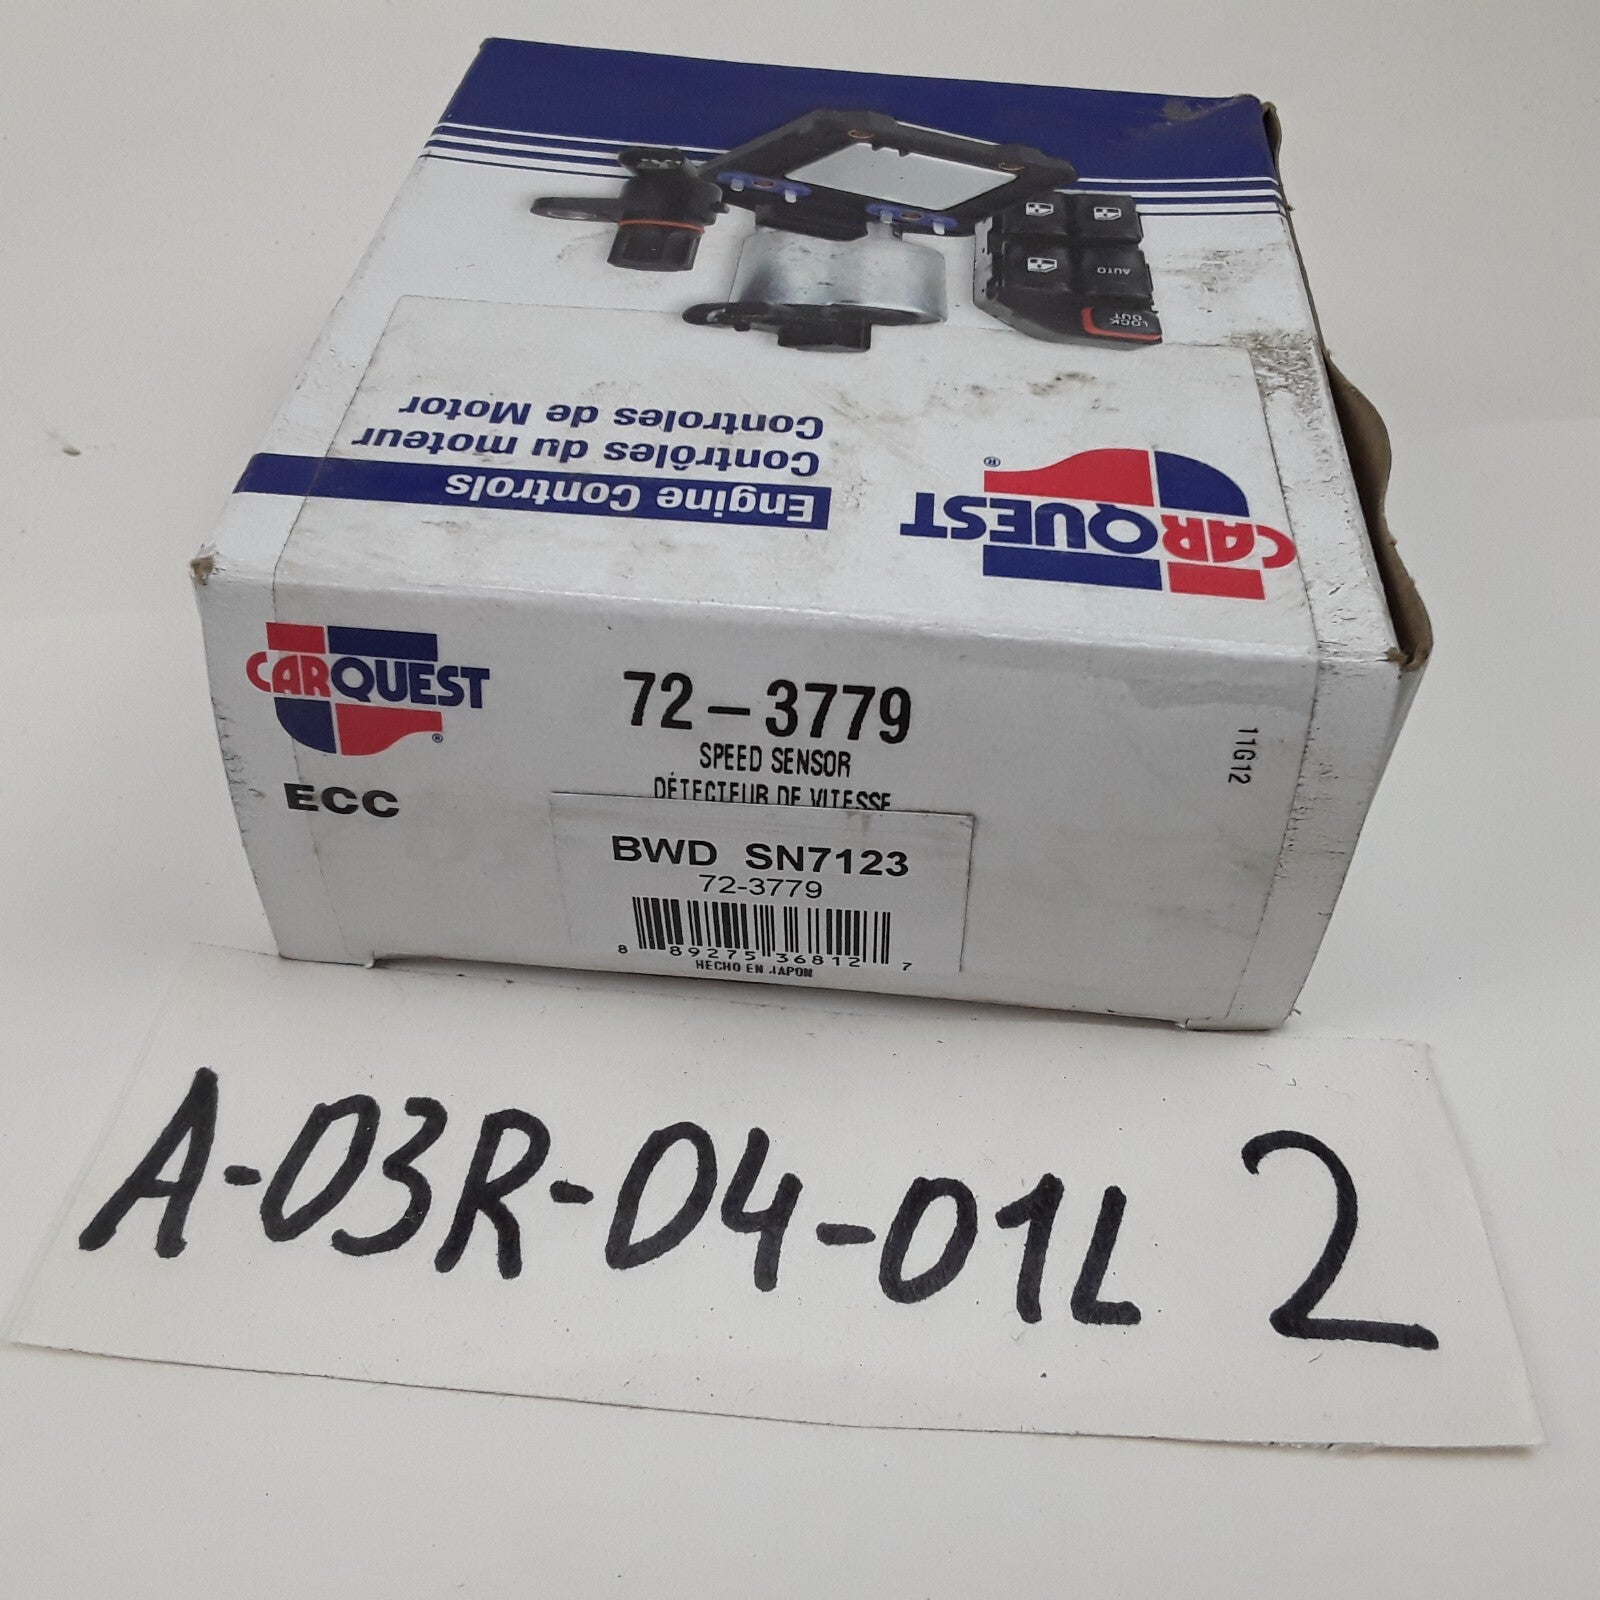 AUTO
LOCK
OUT
Controles de Motor
Contrôles du moteur
Engine Controls
CARQUEST
®
CARQUEST
®
ECC
72-3779
SPEED SENSOR
DÉTECTEUR DE VITESSE
11G12
BWD SN7123
72-3779
8 89275 36812 7
HECHO EN JAPON
A-03R-04-01L 2